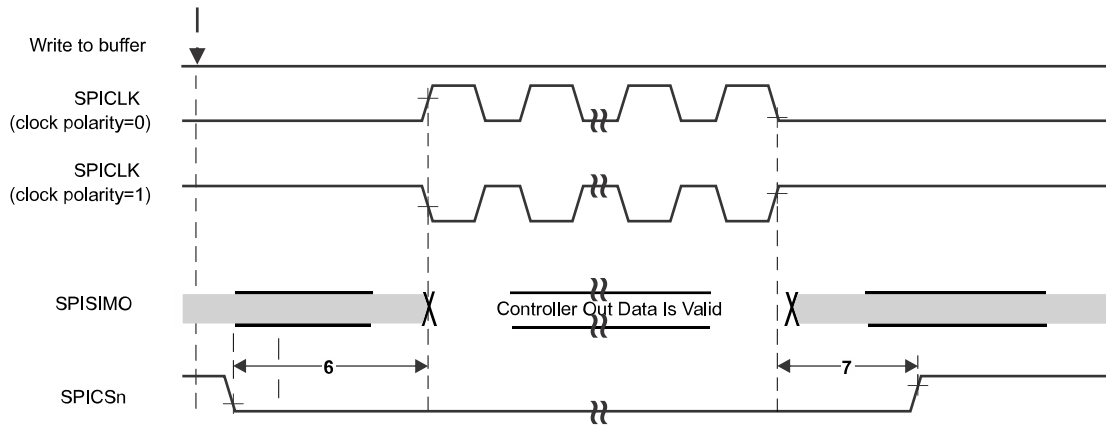 Write to buffer
SPICLK
(clock polarity=0)
SPICLK
(clock polarity=1)
SPISIMO
Controller Out Data Is Valid
6
7
SPICSn